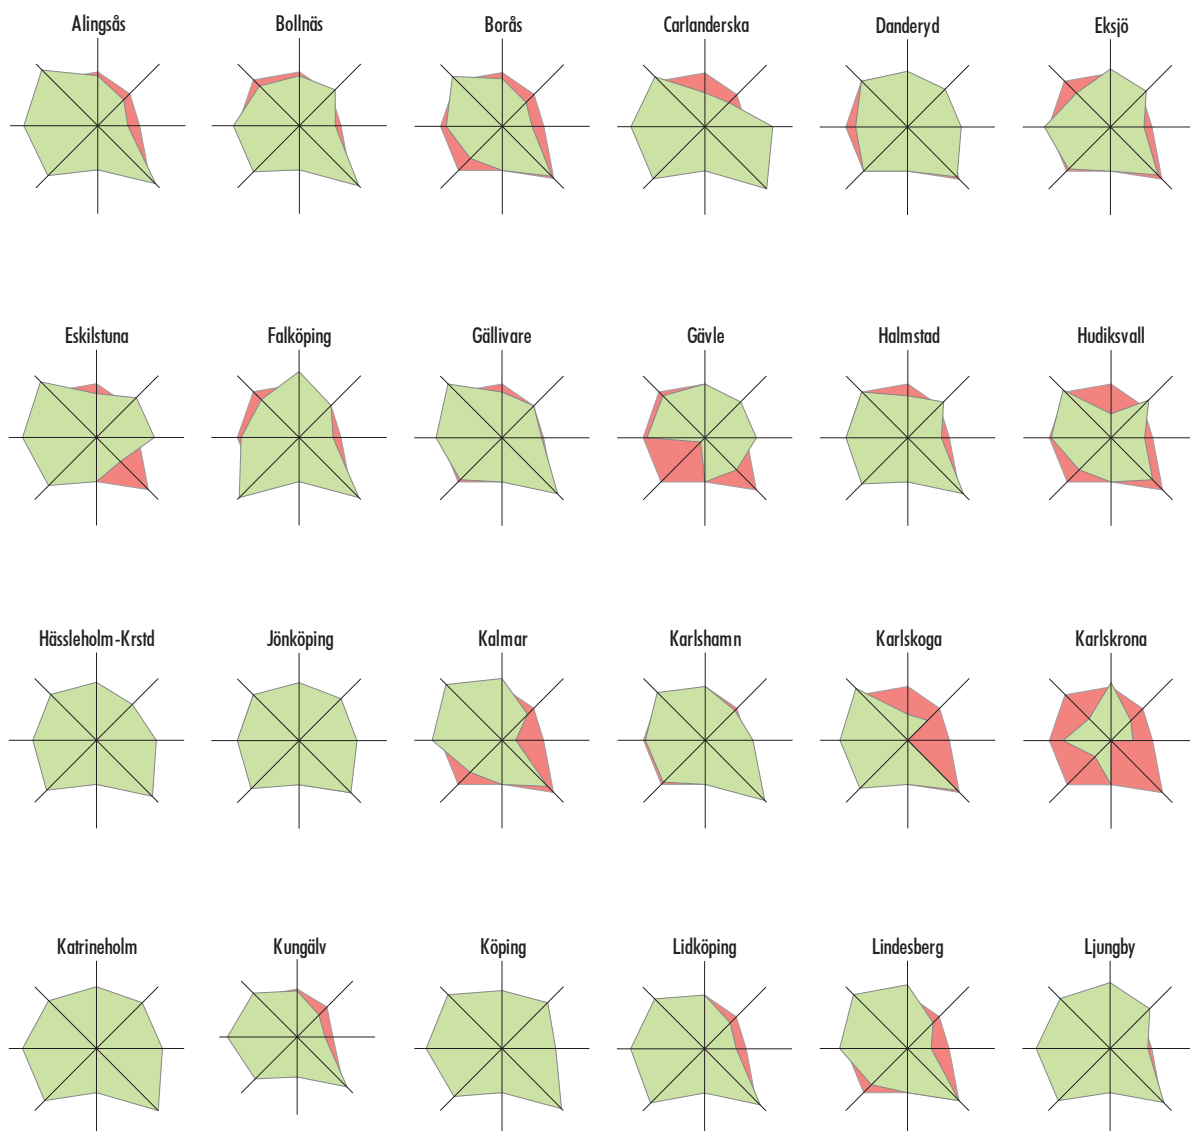 Alingsås Bollnäs Borås Carlanderska Danderyd Eksjö
Eskilstuna Falköping Gällivare Gävle Halmstad Hudiksvall
Hässleholm-Krstd Jönköping Kalmar Karlshamn Karlskoga Karlskrona
Katrineholm Kungälv Köping Lidköping Lindesberg Ljungby